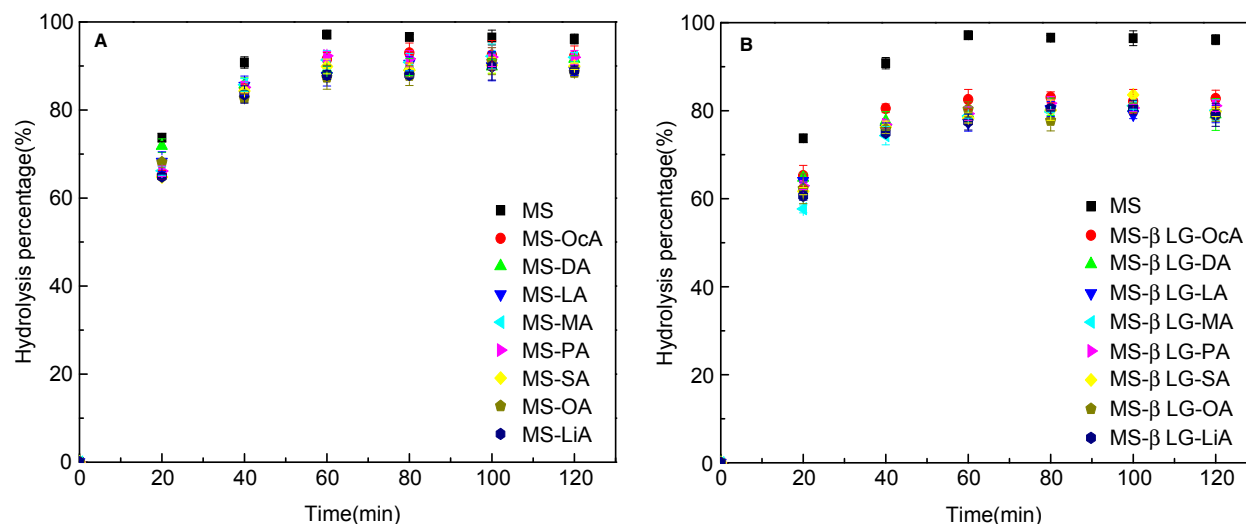 A
Hydrolysis percentage(%)
100
80
60
40
20
0
MS
MS-OcA
MS-DA
MS-LA
MS-MA
MS-PA
MS-SA
MS-OA
MS-LiA
0 20 40 60 80 100 120
Time(min)
B
Hydrolysis percentage(%)
100
80
60
40
20
0
MS
MS-β LG-OcA
MS-β LG-DA
MS-β LG-LA
MS-β LG-MA
MS-β LG-PA
MS-β LG-SA
MS-β LG-OA
MS-β LG-LiA
0 20 40 60 80 100 120
Time(min)